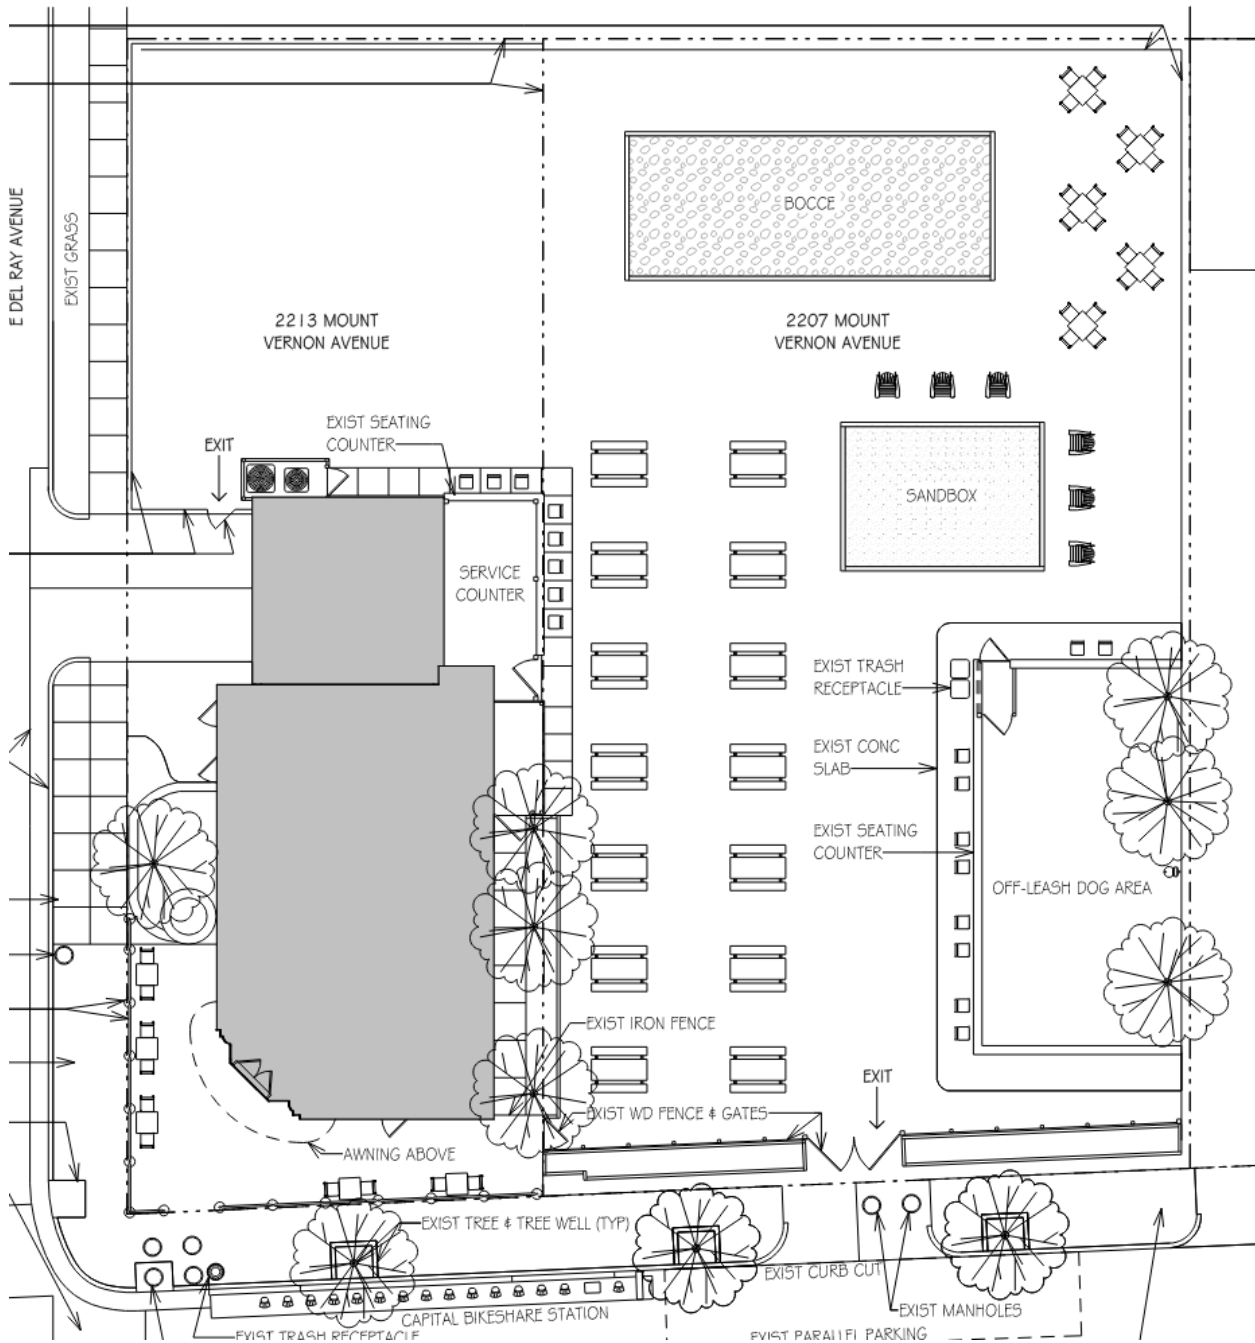 E DEL RAY AVENUE
EXIST GRASS
BOCCE
2213 MOUNT
VERNON AVENUE
2207 MOUNT
VERNON AVENUE
EXIST SEATING
COUNTER
EXIT
SANDBOX
SERVICE
COUNTER
EXIST TRASH
RECEPTACLE
EXIST CONC
SLAB
EXIST SEATING
COUNTER
OFF-LEASH DOG AREA
EXIST IRON FENCE
EXIT
EXIST WD FENCE & GATES
AWNING ABOVE
EXIST TREE & TREE WELL (TYP)
EXIST CURB CUT
CAPITAL BIKESHARE STATION
EXIST MANHOLES
EXIST TRASH RECEPTACLE
EXIST PARALLEL PARKING